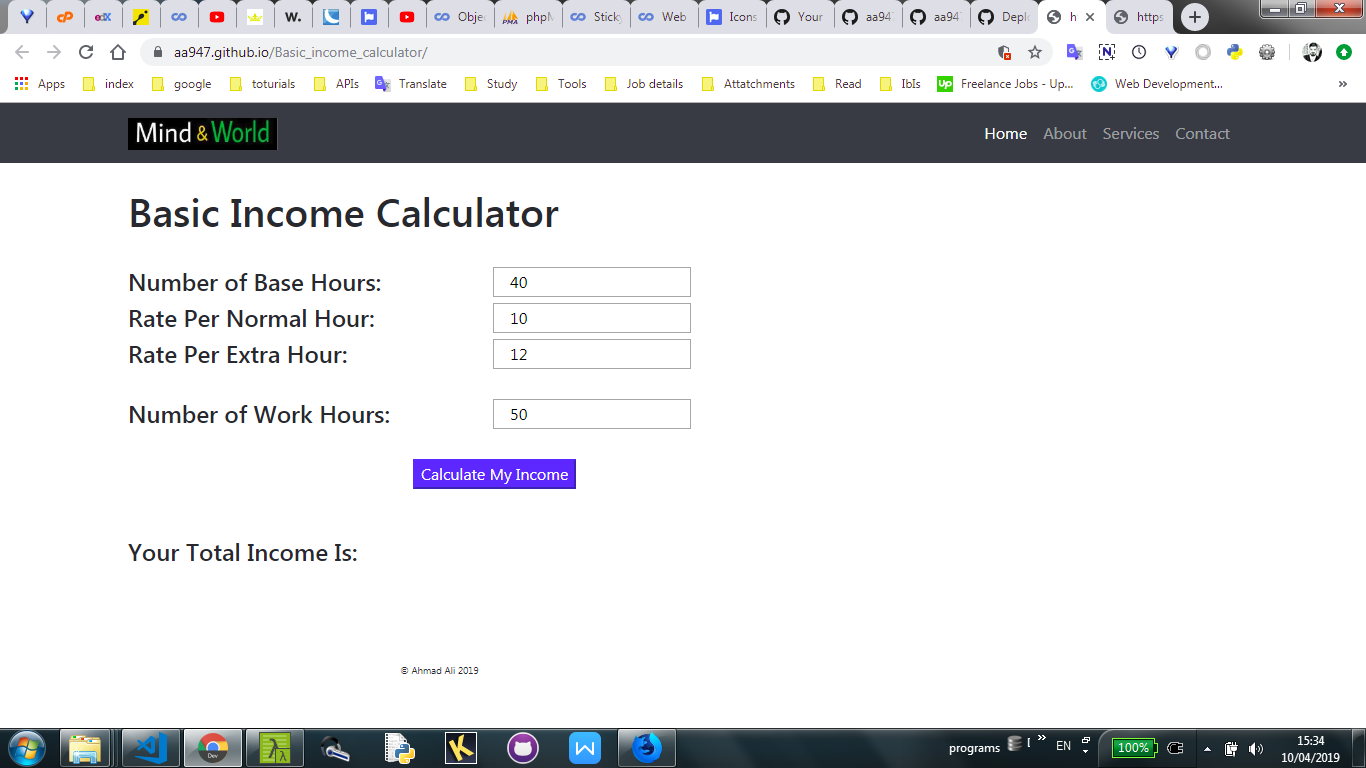 Obje
phpM
Stick
Web
Icons
Your
aa94
aa94
Deplo
h
https
aa947.github.io/Basic_income_calculator/
Apps index google toturials APIs Translate Study Tools Job details Attatchments Read IbIs Freelance Jobs - Up... Web Development... »
Mind & World
Home About Services Contact
Basic Income Calculator
Number of Base Hours: 40
Rate Per Normal Hour: 10
Rate Per Extra Hour: 12
Number of Work Hours: 50
Calculate My Income
Your Total Income Is:
© Ahmad Ali 2019
programs » EN 100% 15:34
10/04/2019